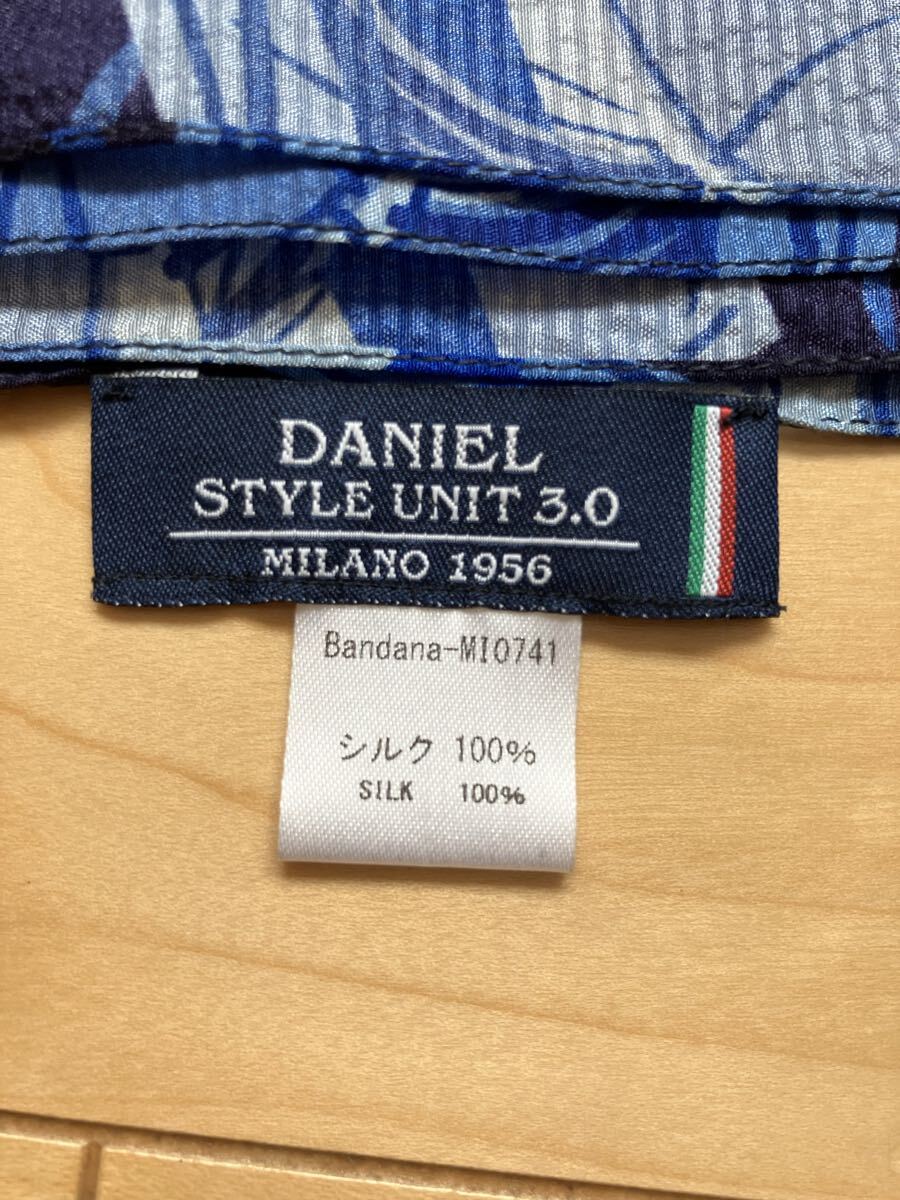 DANIEL
STYLE UNIT 3.0
MILANO 1956
Bandana-MI0741
シルク 100%
SILK 100%